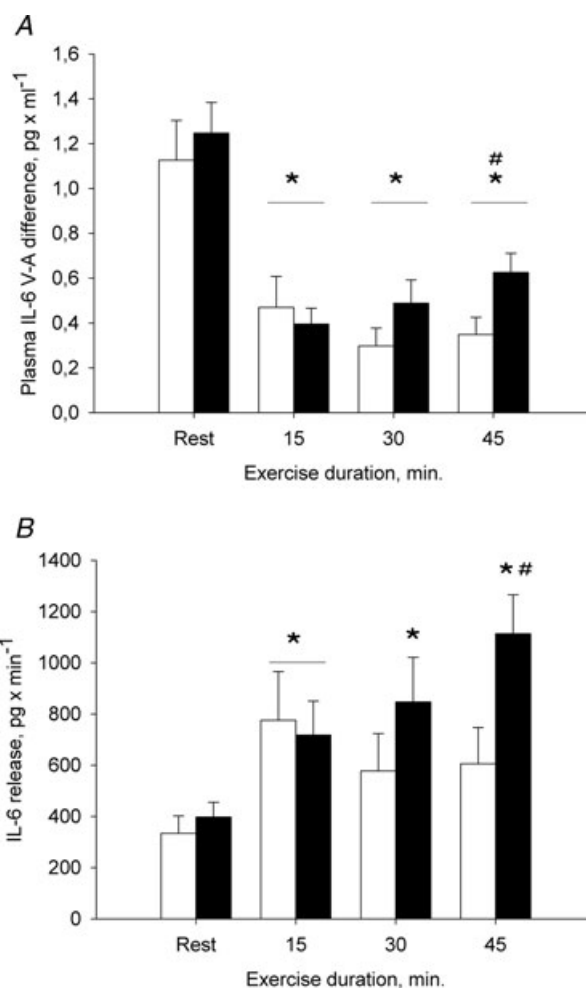 A
Plasma IL-6 V-A difference, pg x ml⁻¹
1,6
1,4
1,2
1,0
0,8
0,6
0,4
0,2
0,0
#
* * *
Rest 15 30 45
Exercise duration, min.
B
IL-6 release, pg x min⁻¹
1400
1200
1000
800
600
400
200
0
* * * #
Rest 15 30 45
Exercise duration, min.